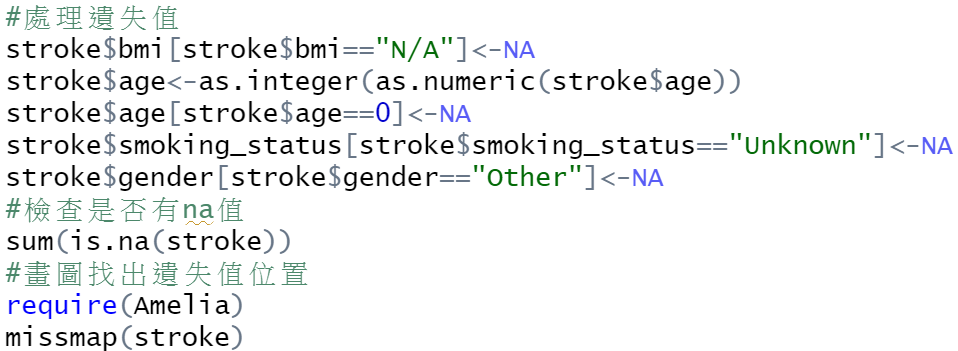 #處理遺失值
stroke$bmi[stroke$bmi=="N/A"]<-NA
stroke$age<-as.integer(as.numeric(stroke$age))
stroke$age[stroke$age==0]<-NA
stroke$smoking_status[stroke$smoking_status=="Unknown"]<-NA
stroke$gender[stroke$gender=="Other"]<-NA
#檢查是否有na值
sum(is.na(stroke))
#畫圖找出遺失值位置
require(Amelia)
missmap(stroke)